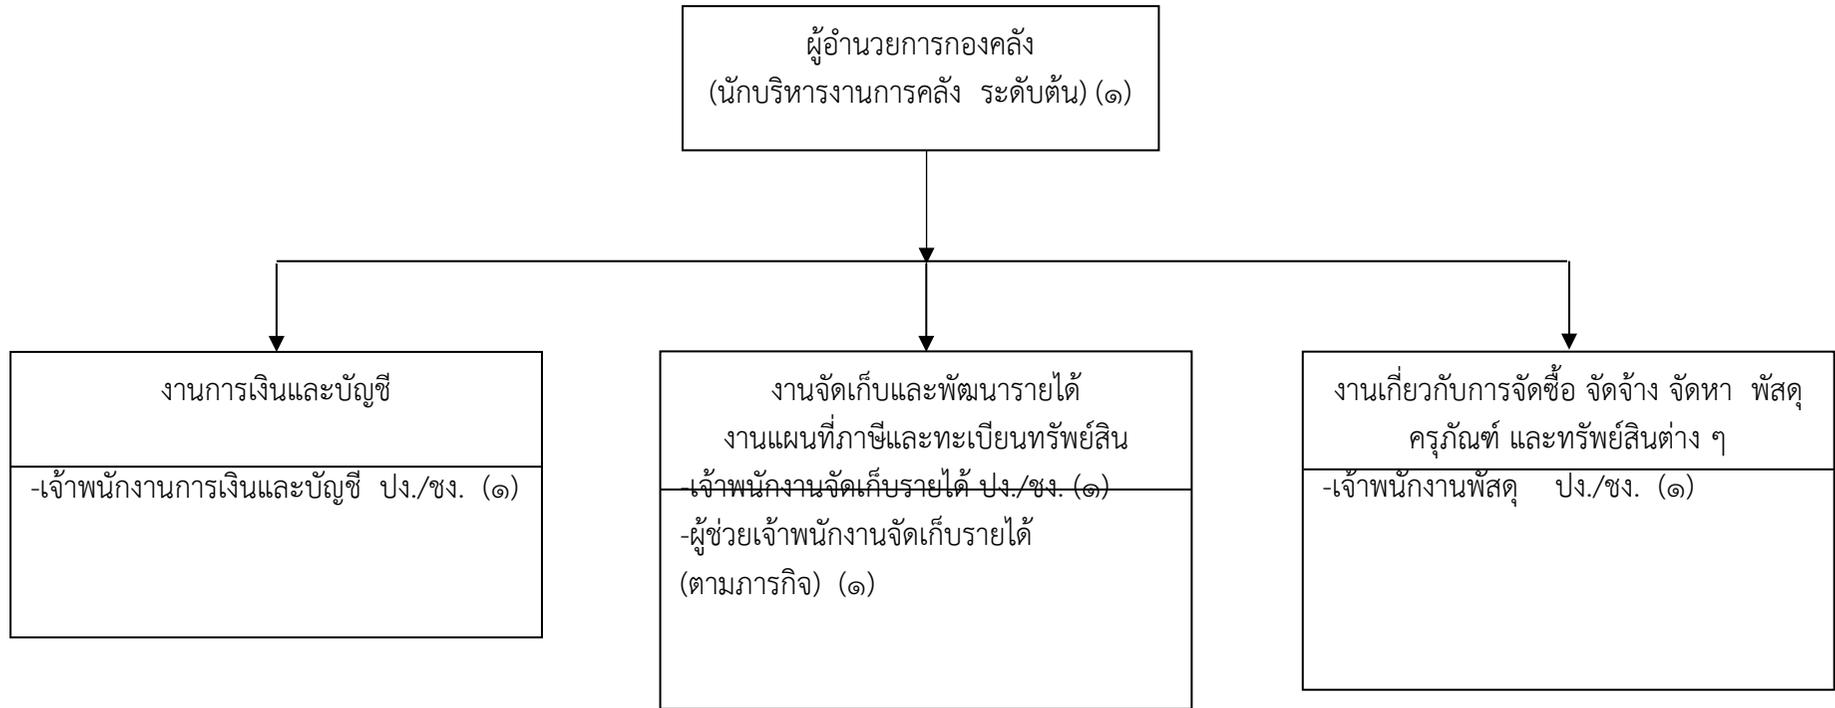 ผู้อำนวยการกองคลัง
(นักบริหารงานการคลัง  ระดับต้น) (๑)
งานการเงินและบัญชี
-เจ้าพนักงานการเงินและบัญชี  ปง./ชง.  (๑)
งานจัดเก็บและพัฒนารายได้
งานแผนที่ภาษีและทะเบียนทรัพย์สิน
-เจ้าพนักงานจัดเก็บรายได้ ปง./ชง. (๑)
-ผู้ช่วยเจ้าพนักงานจัดเก็บรายได้
(ตามภารกิจ)  (๑)
งานเกี่ยวกับการจัดซื้อ จัดจ้าง จัดหา  พัสดุ
ครุภัณฑ์ และทรัพย์สินต่าง ๆ
-เจ้าพนักงานพัสดุ    ปง./ชง.  (๑)